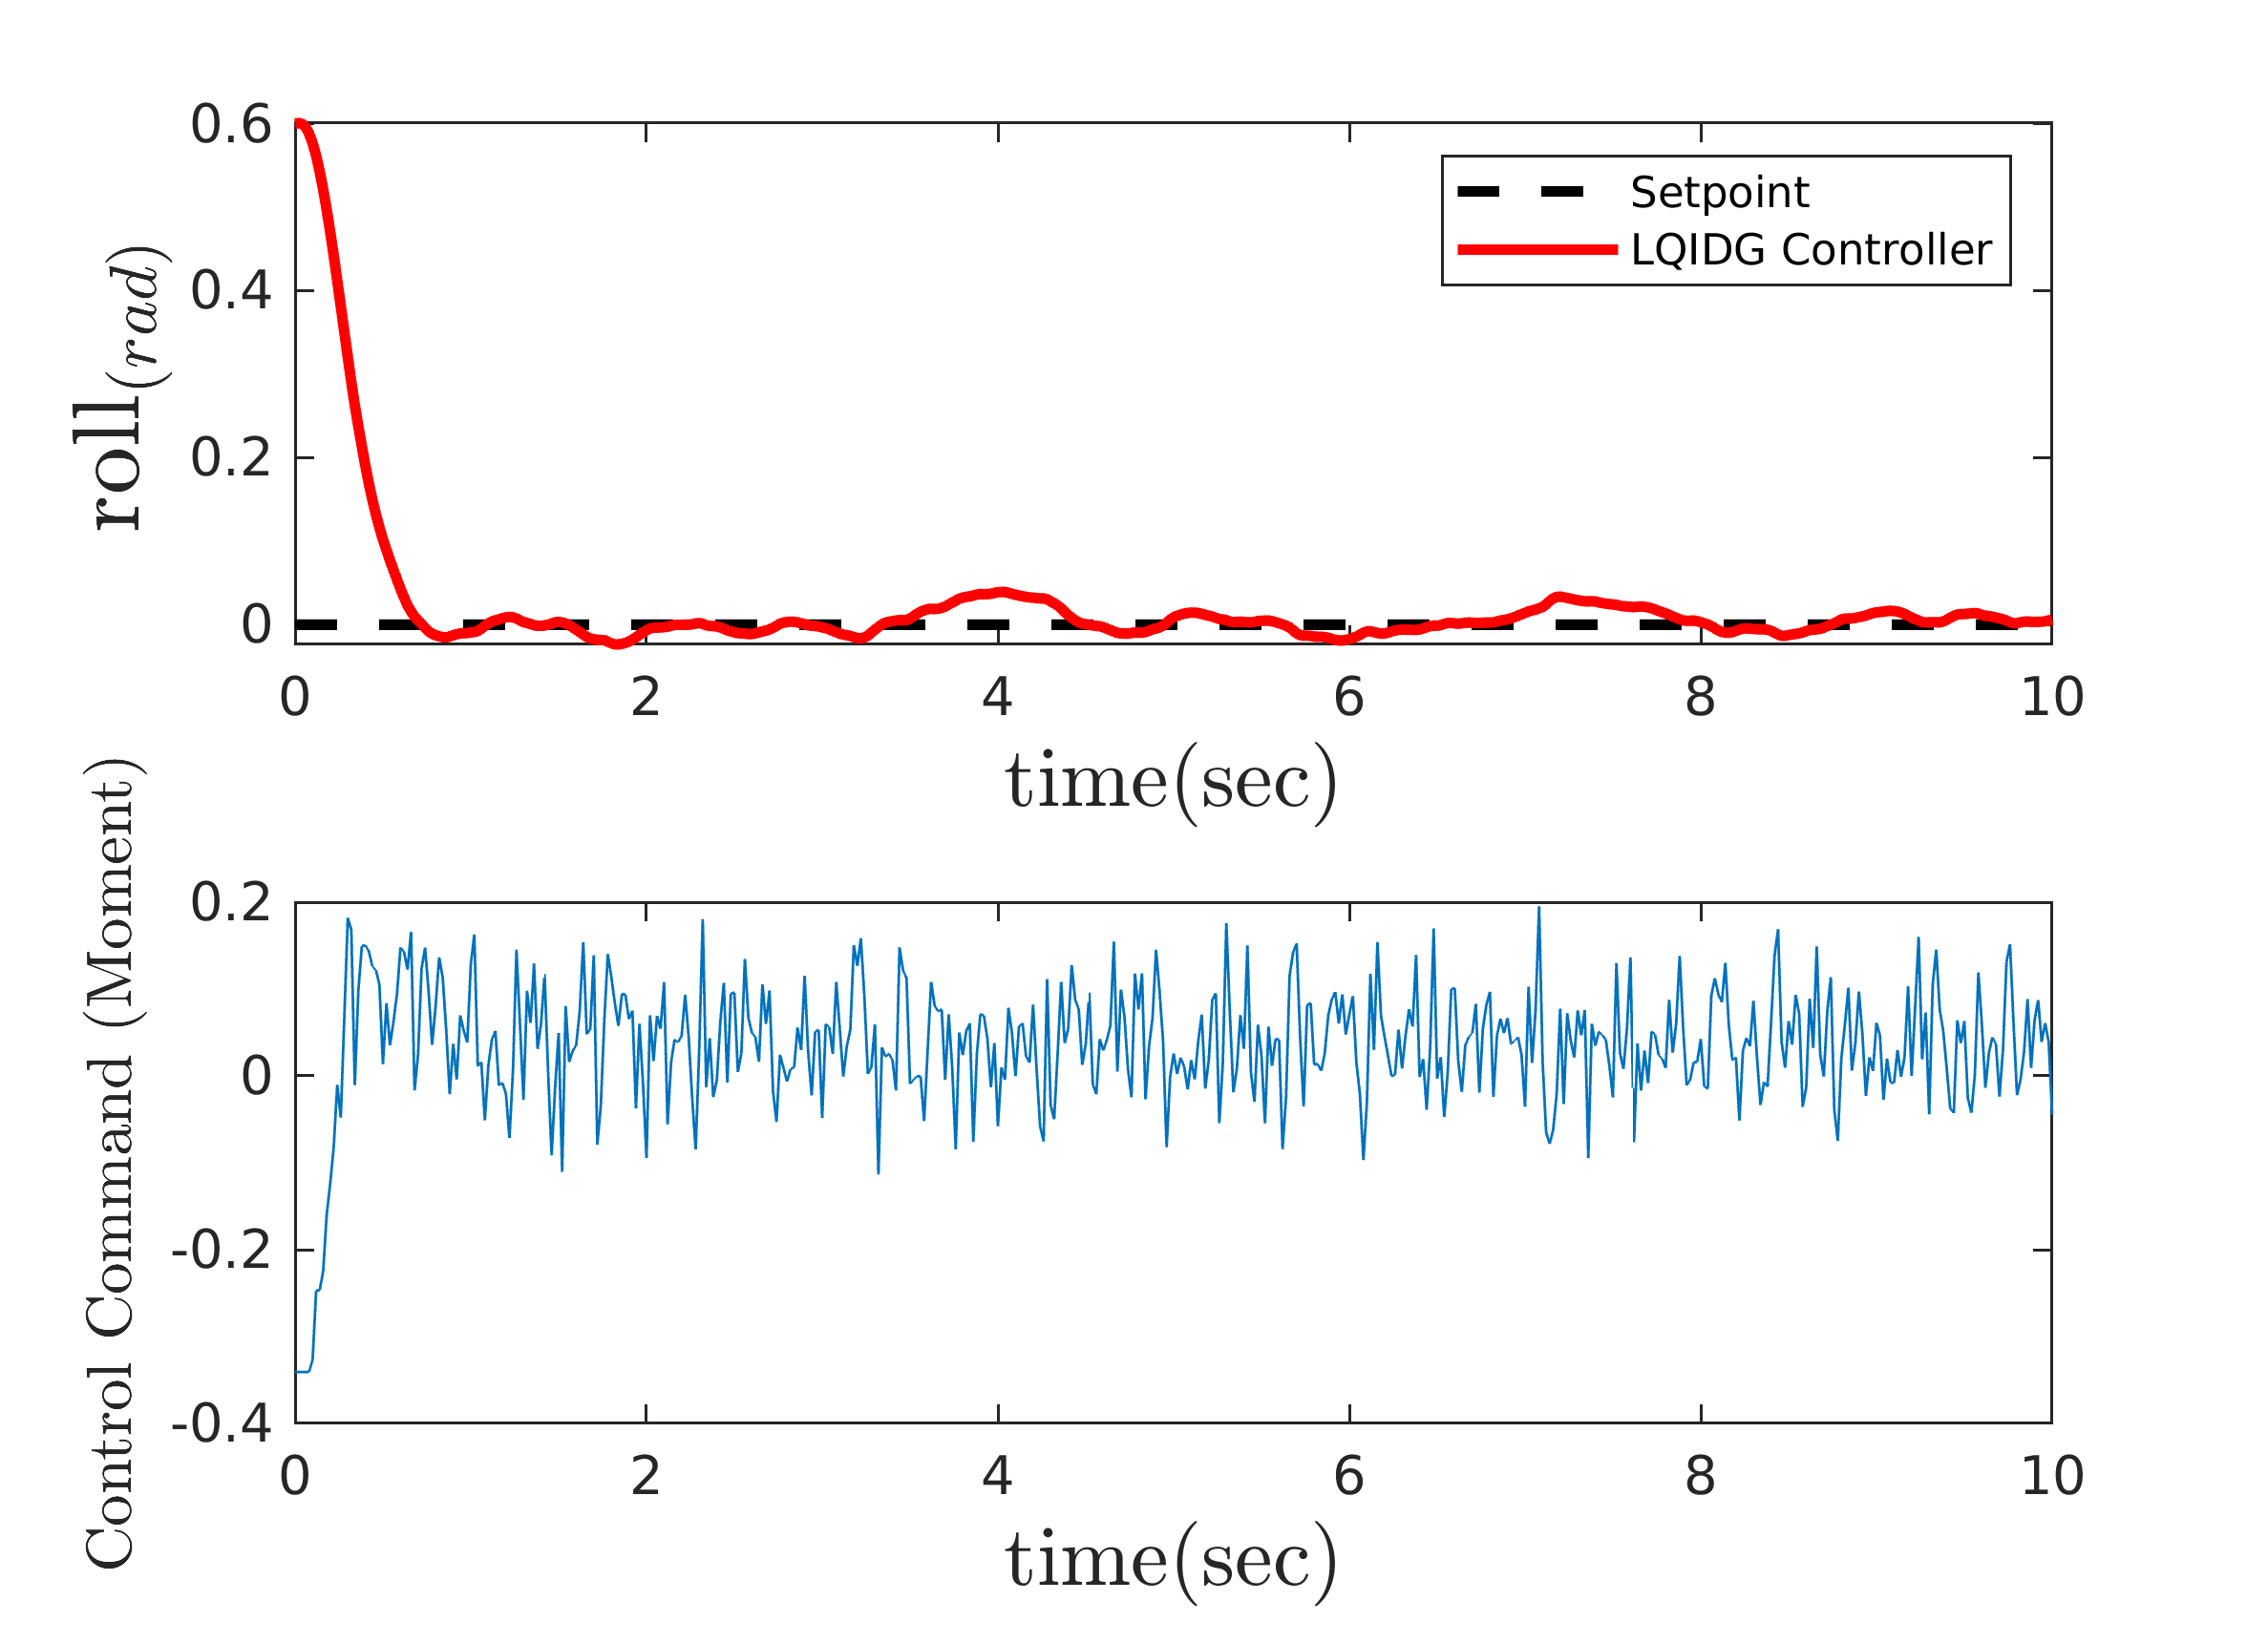 0.6
0.4
0.2
0
roll(rad)
Setpoint
LQIDG Controller
0 2 4 6 8 10
time(sec)
0.2
0
-0.2
-0.4
Control Command (Moment)
0 2 4 6 8 10
time(sec)